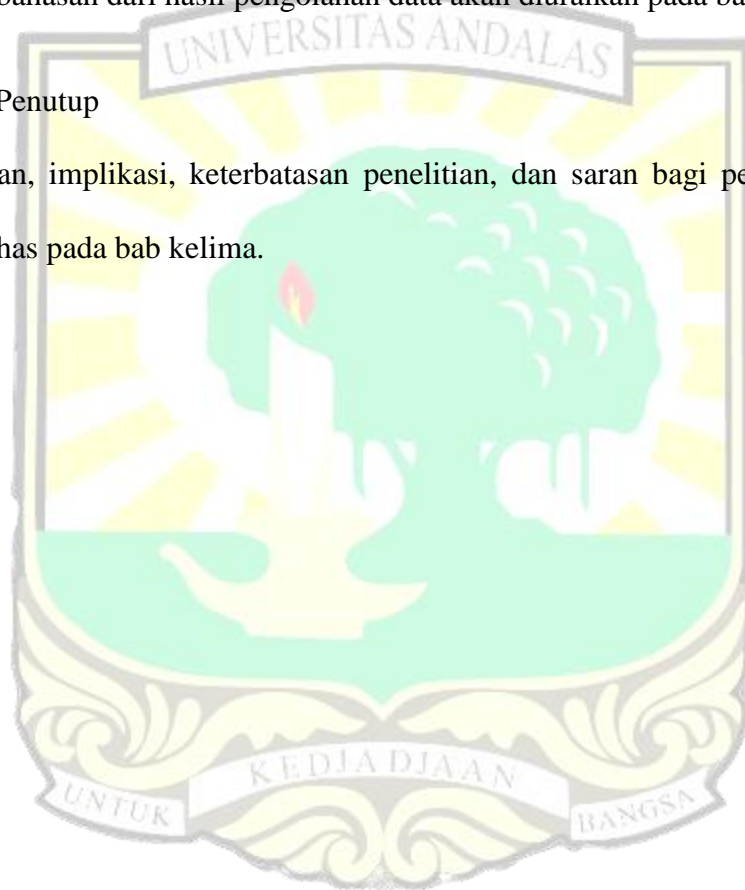 bahasan dari hasil pengolahan data akan diuraikan pada ba
UNIVERSITAS ANDALAS
Penutup
an, implikasi, keterbatasan penelitian, dan saran bagi pe
has pada bab kelima.
UNTUK KEDJADJAAN BANGSA